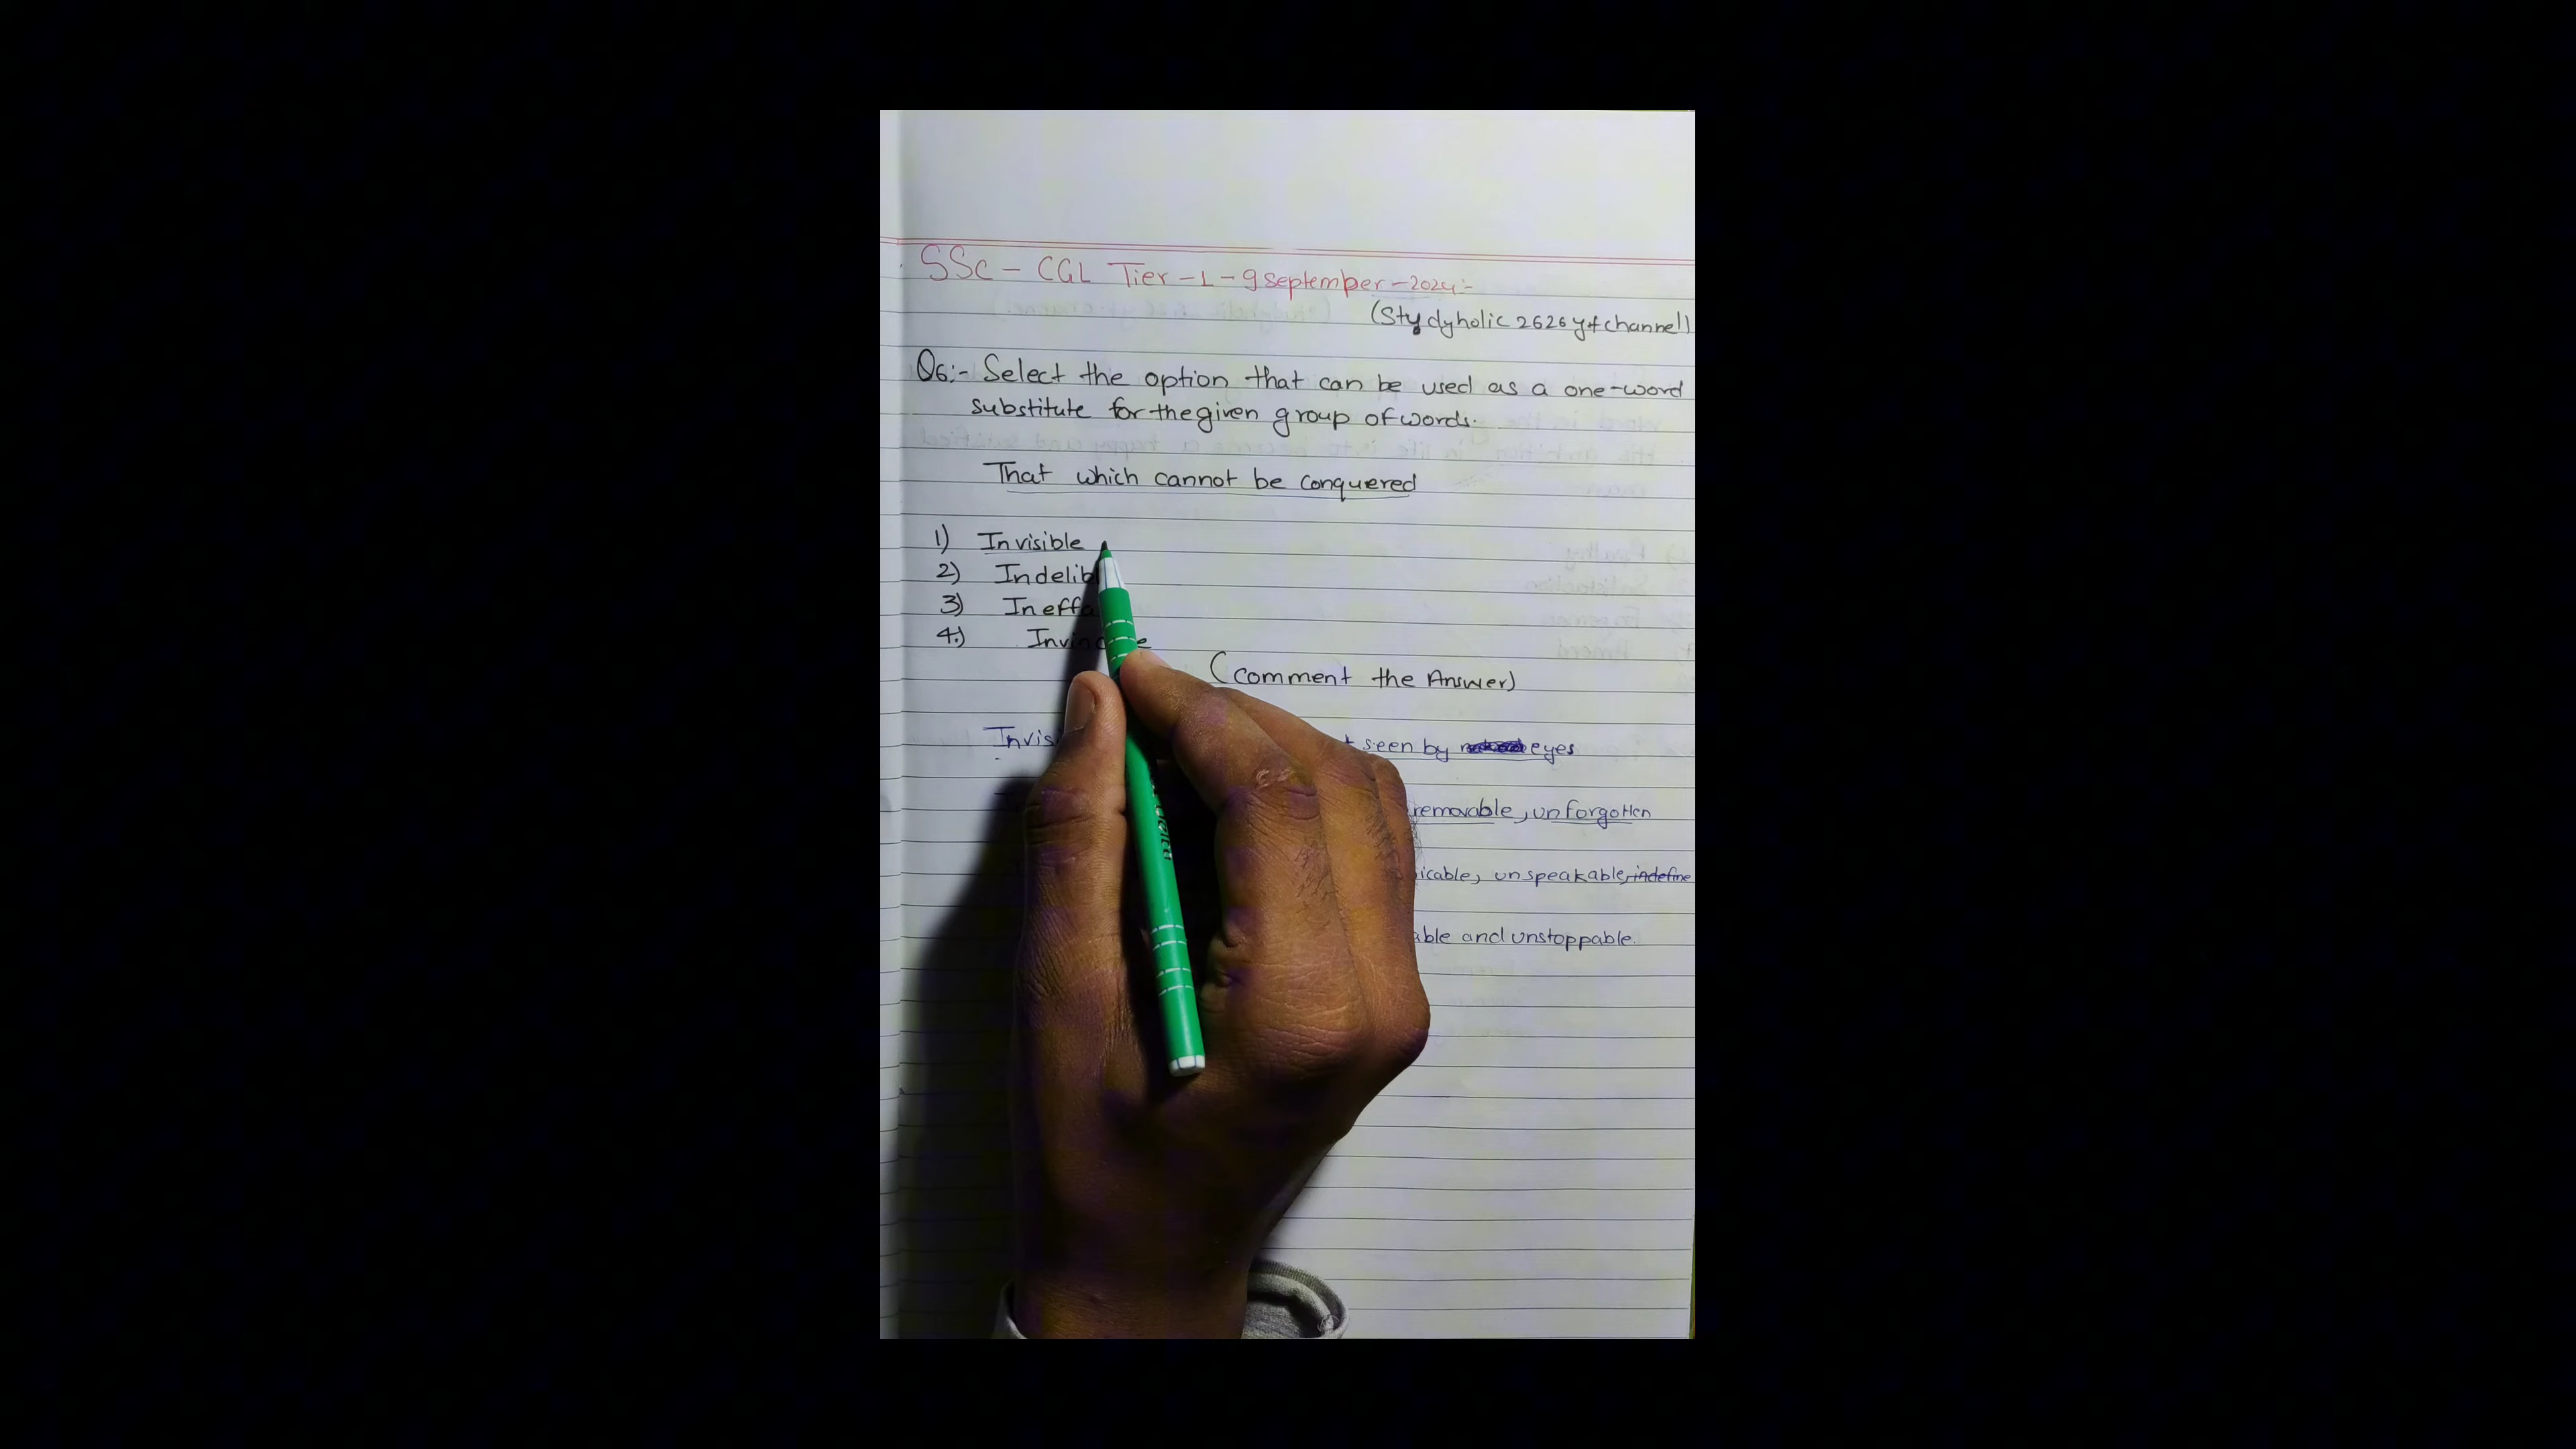 SSC - CGL Tier - 1 - 9 september - 2024:-
(Stydyholic 2626 yt channel)
Q6:- Select the option that can be used as a one-word
substitute for the given group of words.
That which cannot be conquered
1) Invisible
2) Indelib
3) Ineffa
4.) Invin
(Comment the Answer)
Invis seen by eyes
removable, unforgotten
icable, unspeakable, indefine
able and unstoppable.